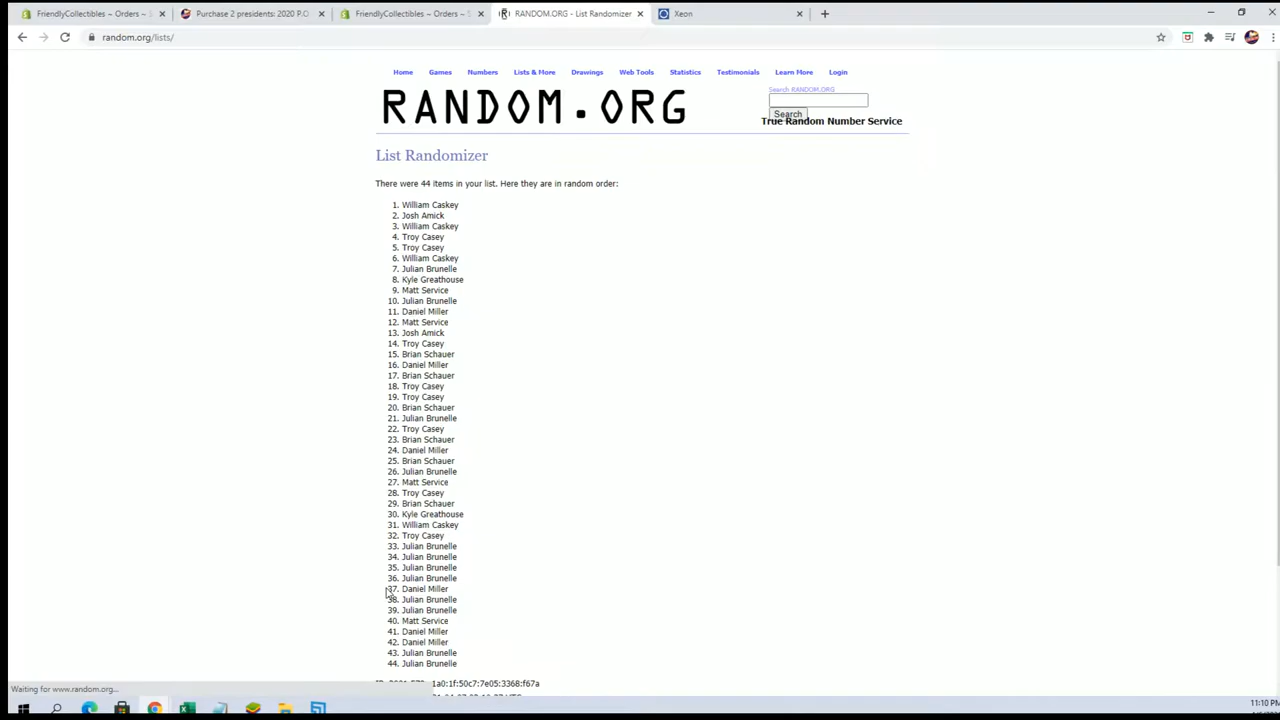 FriendlyCollectibles ~ Orders ~ S
Purchase 2 presidents: 2020 P.O
FriendlyCollectibles ~ Orders ~ S
RANDOM.ORG - List Randomizer
Xeon
random.org/lists/
Home Games Numbers Lists & More Drawings Web Tools Statistics Testimonials Learn More Login
Search RANDOM.ORG
RANDOM.ORG
Search
True Random Number Service
List Randomizer
There were 44 items in your list. Here they are in random order:
1. William Caskey
2. Josh Amick
3. William Caskey
4. Troy Casey
5. Troy Casey
6. William Caskey
7. Julian Brunelle
8. Kyle Greathouse
9. Matt Service
10. Julian Brunelle
11. Daniel Miller
12. Matt Service
13. Josh Amick
14. Troy Casey
15. Brian Schauer
16. Daniel Miller
17. Brian Schauer
18. Troy Casey
19. Troy Casey
20. Brian Schauer
21. Julian Brunelle
22. Troy Casey
23. Brian Schauer
24. Daniel Miller
25. Brian Schauer
26. Julian Brunelle
27. Matt Service
28. Troy Casey
29. Brian Schauer
30. Kyle Greathouse
31. William Caskey
32. Troy Casey
33. Julian Brunelle
34. Julian Brunelle
35. Julian Brunelle
36. Julian Brunelle
37. Daniel Miller
38. Julian Brunelle
39. Julian Brunelle
40. Matt Service
41. Daniel Miller
42. Daniel Miller
43. Julian Brunelle
44. Julian Brunelle
1a0:1f:50c7:7e05:3368:f67a
Waiting for www.random.org...
11:10 PM